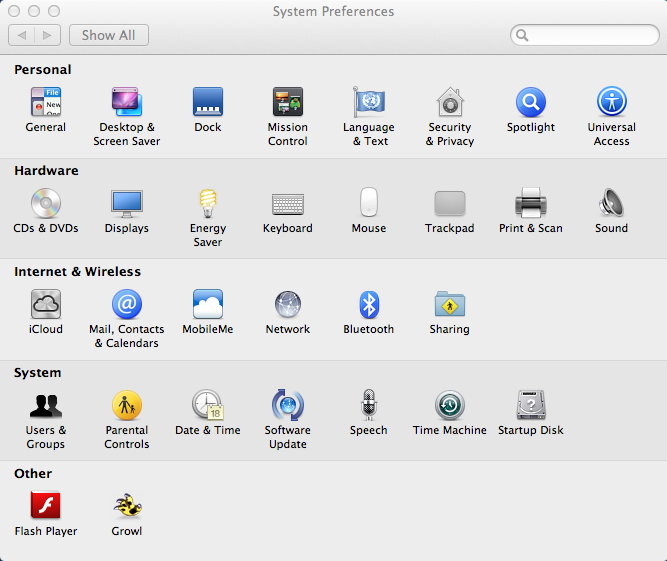 System Preferences
Show All
Personal
File
New
General
Desktop &
Screen Saver
Dock
Mission
Control
Language
& Text
Security
& Privacy
Spotlight
Universal
Access
Hardware
CDs & DVDs
Displays
Energy
Saver
Keyboard
Mouse
Trackpad
Print & Scan
Sound
Internet & Wireless
iCloud
@
Mail, Contacts
& Calendars
MobileMe
Network
Bluetooth
Sharing
System
Users &
Groups
Parental
Controls
18
Date & Time
Software
Update
Speech
Time Machine
?
Startup Disk
Other
Flash Player
Growl